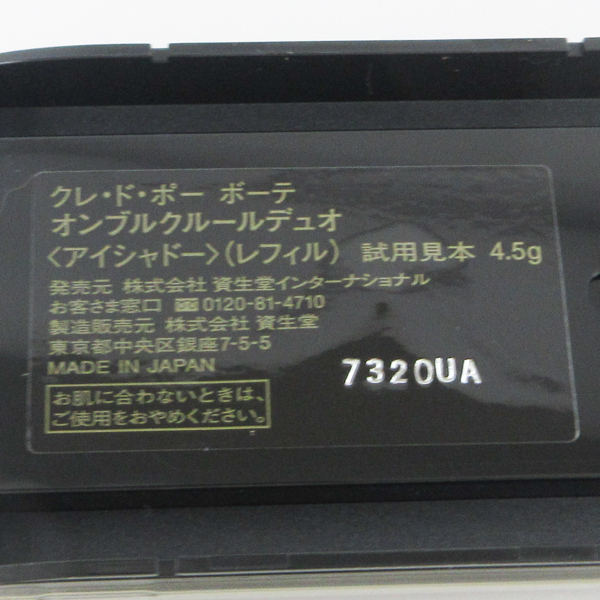 クレ・ド・ポー ボーテ
オンブルクルールデュオ
〈アイシャドー〉(レフィル) 試用見本 4.5g
発売元 株式会社 資生堂インターナショナル
お客さま窓口 0120-81-4710
製造販売元 株式会社 資生堂
東京都中央区銀座7-5-5
MADE IN JAPAN
7320UA
お肌に合わないときは、
ご使用をおやめください。